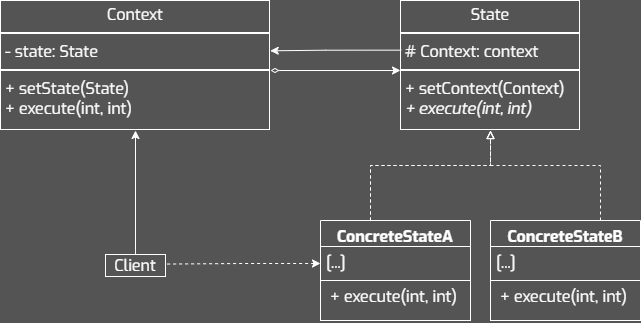 Context
- state: State
+ setState(State)
+ execute(int, int)
State
# Context: context
+ setContext(Context)
+ execute(int, int)
Client
ConcreteStateA
[...]
+ execute(int, int)
ConcreteStateB
[...]
+ execute(int, int)